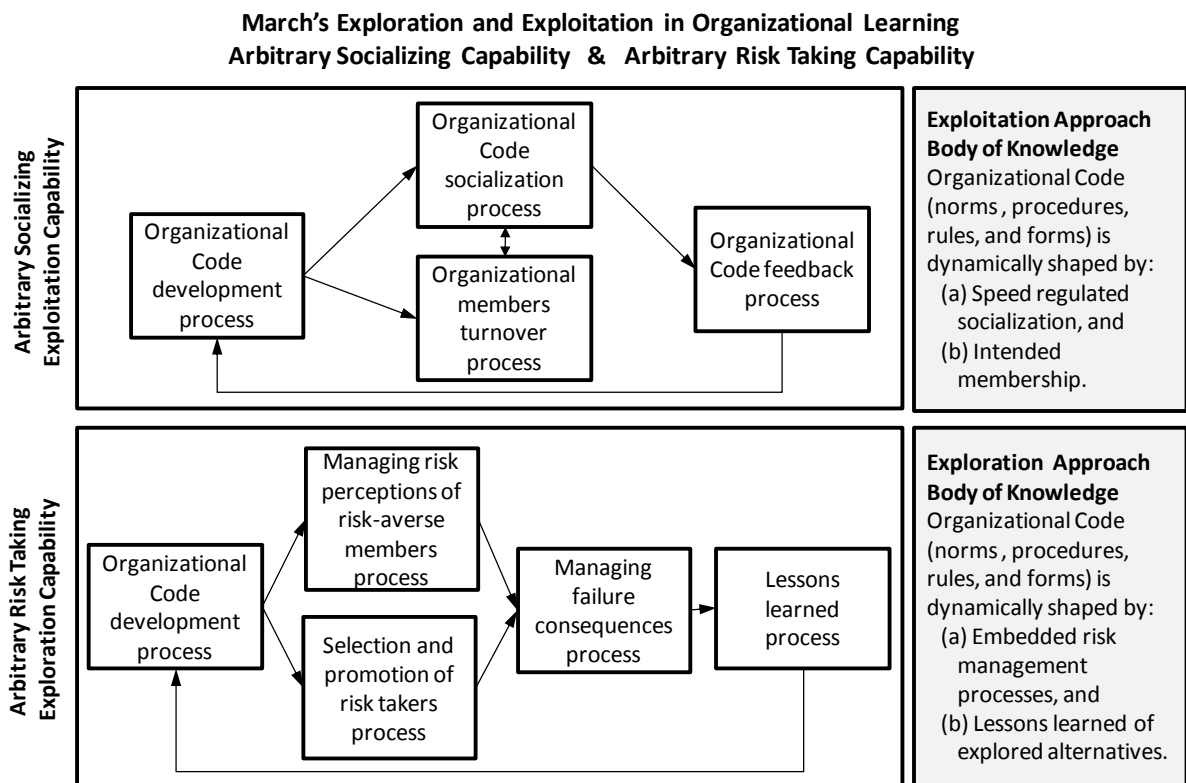 March's Exploration and Exploitation in Organizational Learning
Arbitrary Socializing Capability & Arbitrary Risk Taking Capability
Arbitrary Socializing
Exploitation Capability
Organizational
Code
development
process
Organizational
Code
socialization
process
Organizational
members
turnover
process
Organizational
Code feedback
process
Exploitation Approach
Body of Knowledge
Organizational Code
(norms , procedures,
rules, and forms) is
dynamically shaped by:
(a) Speed regulated
socialization, and
(b) Intended
membership.
Arbitrary Risk Taking
Exploration Capability
Organizational
Code
development
process
Managing risk
perceptions of
risk-averse
members
process
Selection and
promotion of
risk takers
process
Managing
failure
consequences
process
Lessons
learned
process
Exploration Approach
Body of Knowledge
Organizational Code
(norms , procedures,
rules, and forms) is
dynamically shaped by:
(a) Embedded risk
management
processes, and
(b) Lessons learned of
explored alternatives.